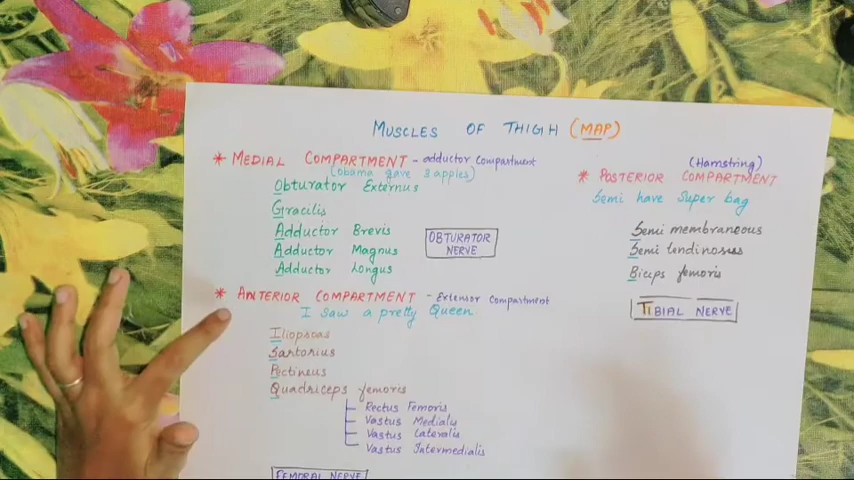 MUSCLES OF THIGH (MAP)
* MEDIAL COMPARTMENT - adductor compartment
(Obama gave 3 apples)
Obturator Externus
Gracilis
Adductor Brevis
Adductor Magnus
Adductor Longus
OBTURATOR
NERVE
* ANTERIOR COMPARTMENT - Extensor compartment
I Saw a pretty Queen
Iliopsoas
Sartorius
Pectineus
Quadriceps femoris
Rectus Femoris
Vastus Medialy
Vastus Lateralis
Vastus Intermedialis
FEMORAL NERVE
(Hamstring)
* POSTERIOR COMPARTMENT
Semi have Super bag
Semi membraneous
Semi tendinosus
Biceps femoris
TIBIAL NERVE